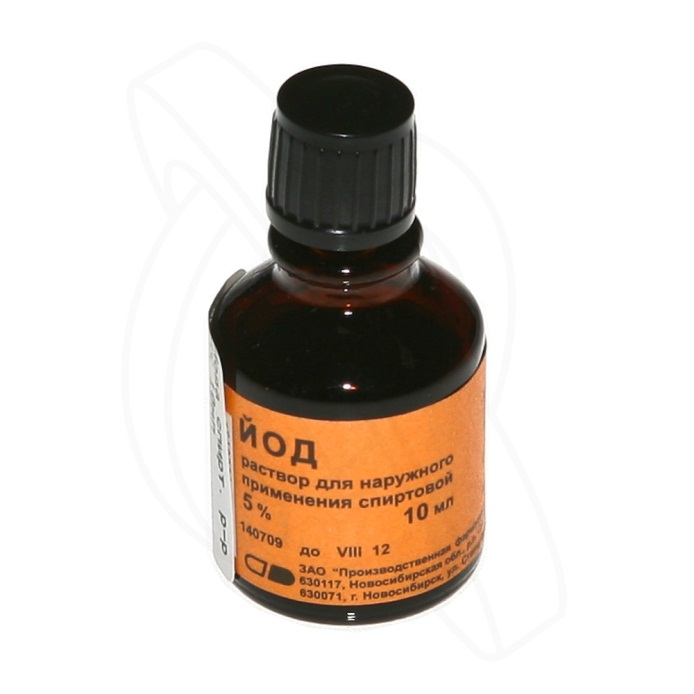 ЙОД
раствор для наружного
применения спиртовой
5 % 10 мл
140709 до VIII 12
ЗАО "Производственная
630117, Новосибирская обл.,
630071, г. Новосибирск, ул.
спирт. р-р